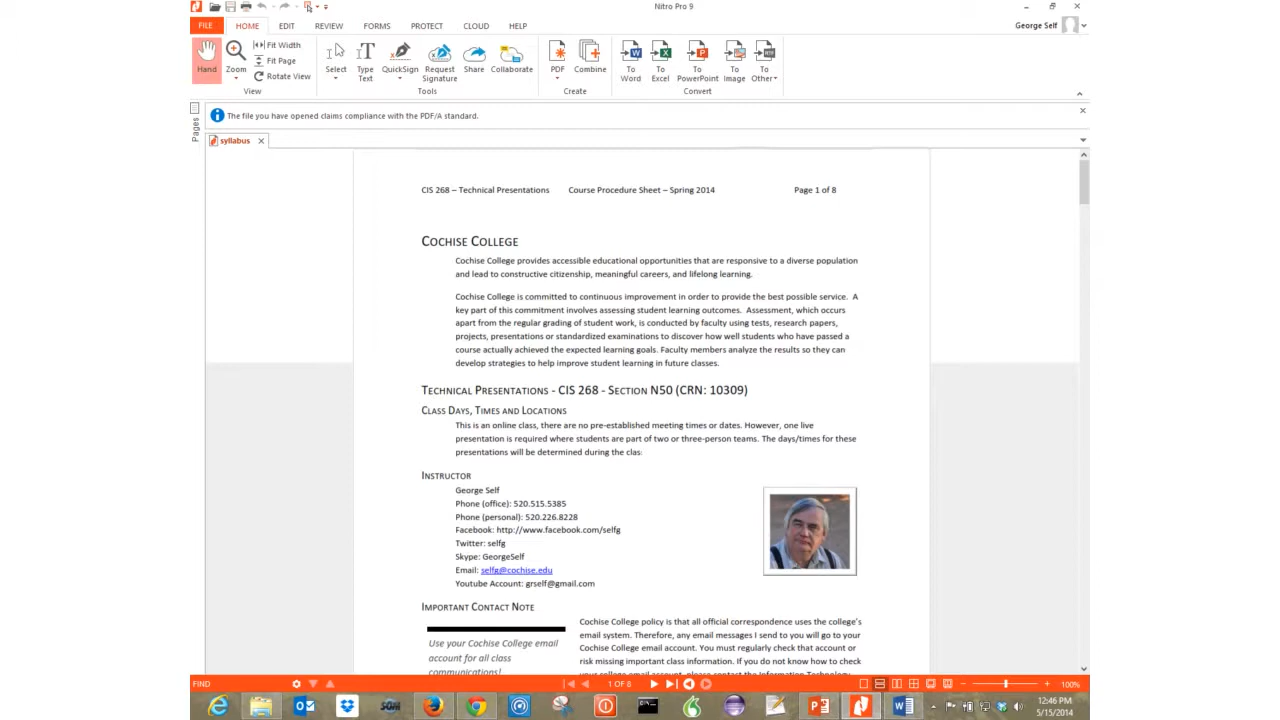 Nitro Pro 9
FILE HOME EDIT REVIEW FORMS PROTECT CLOUD HELP George Self
Hand Zoom Fit Width Fit Page Rotate View Select Type Text QuickSign Request Signature Share Collaborate PDF Combine To Word To Excel To PowerPoint To Image To Other
View Tools Create Convert
Pages
The file you have opened claims compliance with the PDF/A standard.
syllabus
CIS 268 – Technical Presentations Course Procedure Sheet – Spring 2014 Page 1 of 8
COCHISE COLLEGE
Cochise College provides accessible educational opportunities that are responsive to a diverse population
and lead to constructive citizenship, meaningful careers, and lifelong learning.
Cochise College is committed to continuous improvement in order to provide the best possible service. A
key part of this commitment involves assessing student learning outcomes. Assessment, which occurs
apart from the regular grading of student work, is conducted by faculty using tests, research papers,
projects, presentations or standardized examinations to discover how well students who have passed a
course actually achieved the expected learning goals. Faculty members analyze the results so they can
develop strategies to help improve student learning in future classes.
TECHNICAL PRESENTATIONS - CIS 268 - SECTION N50 (CRN: 10309)
CLASS DAYS, TIMES AND LOCATIONS
This is an online class, there are no pre-established meeting times or dates. However, one live
presentation is required where students are part of two or three-person teams. The days/times for these
presentations will be determined during the clas
INSTRUCTOR
George Self
Phone (office): 520.515.5385
Phone (personal): 520.226.8228
Facebook: http://www.facebook.com/selfg
Twitter: selfg
Skype: GeorgeSelf
Email: selfg@cochise.edu
Youtube Account: grself@gmail.com
IMPORTANT CONTACT NOTE
Use your Cochise College email
account for all class
communications!
Cochise College policy is that all official correspondence uses the college's
email system. Therefore, any email messages I send to you will go to your
Cochise College email account. You must regularly check that account or
risk missing important class information. If you do not know how to check
your college email account, please contact the Information Technology
FIND 1 OF 8 100%
12:46 PM
5/15/2014